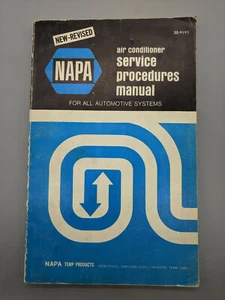 NEW-REVISED
NAPA
air conditioner
service
procedures
manual
FOR ALL AUTOMOTIVE SYSTEMS
NAPA TEMP PRODUCTS